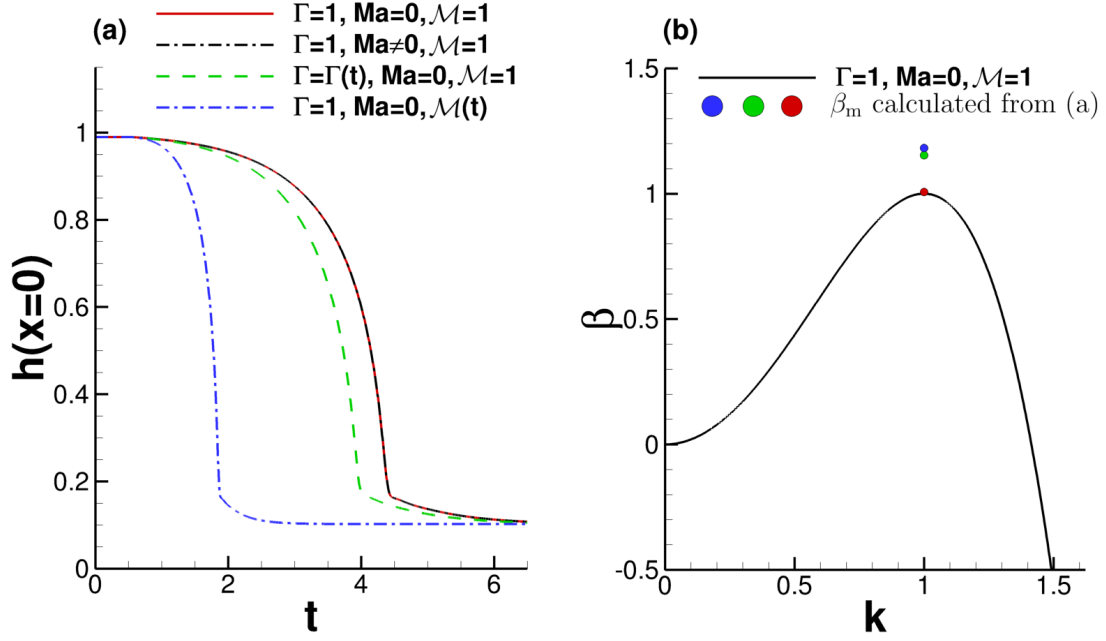 (a)
Γ=1, Ma=0, ℳ=1
Γ=1, Ma≠0, ℳ=1
Γ=Γ(t), Ma=0, ℳ=1
Γ=1, Ma=0, ℳ(t)
h(x=0)
1
0.8
0.6
0.4
0.2
0
0
2
4
6
t
(b)
Γ=1, Ma=0, ℳ=1
βm calculated from (a)
β
1.5
1
0.5
0
-0.5
0
0.5
1
1.5
k